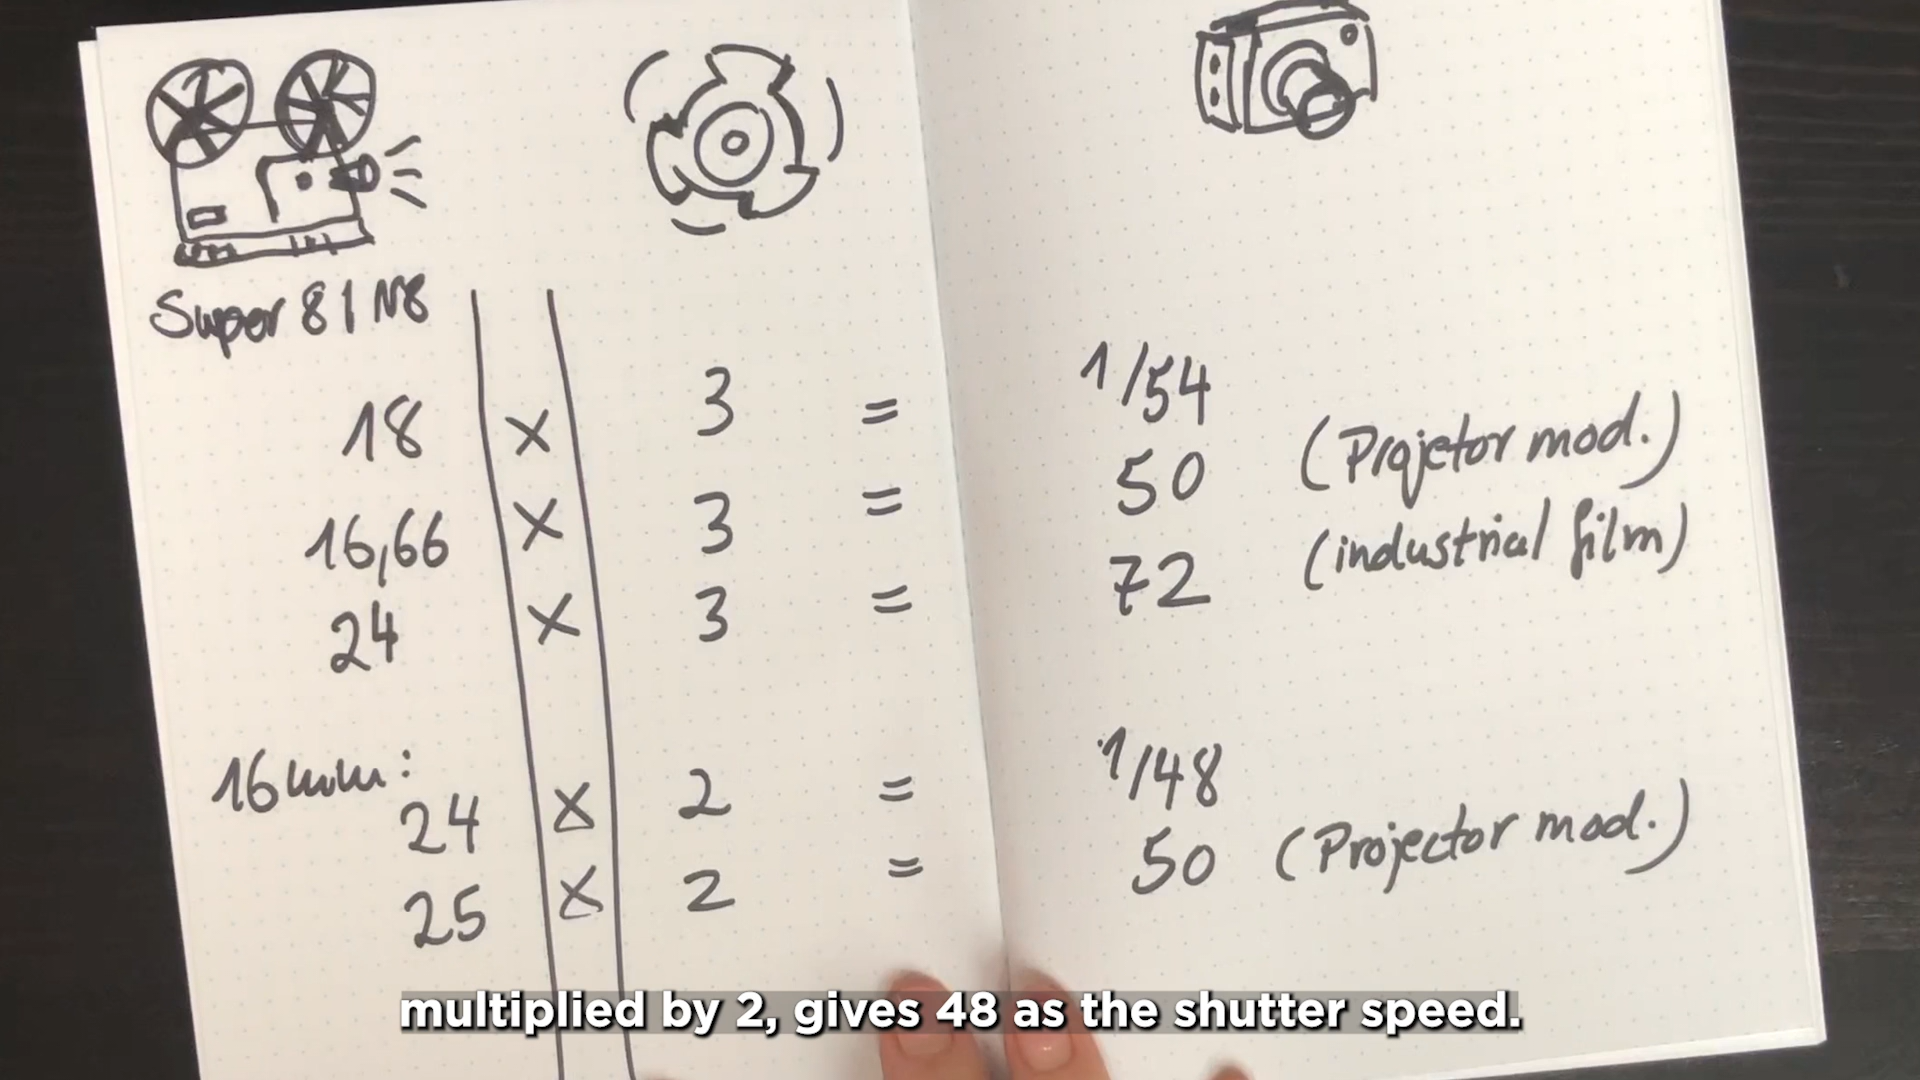 Super 8 | N8
18 × 3 = 1/54
16,66 × 3 = 50 (Projetor mod.)
24 × 3 = 72 (industrial film)
16mm:
24 × 2 = 1/48
25 × 2 = 50 (Projector mod.)
multiplied by 2, gives 48 as the shutter speed.